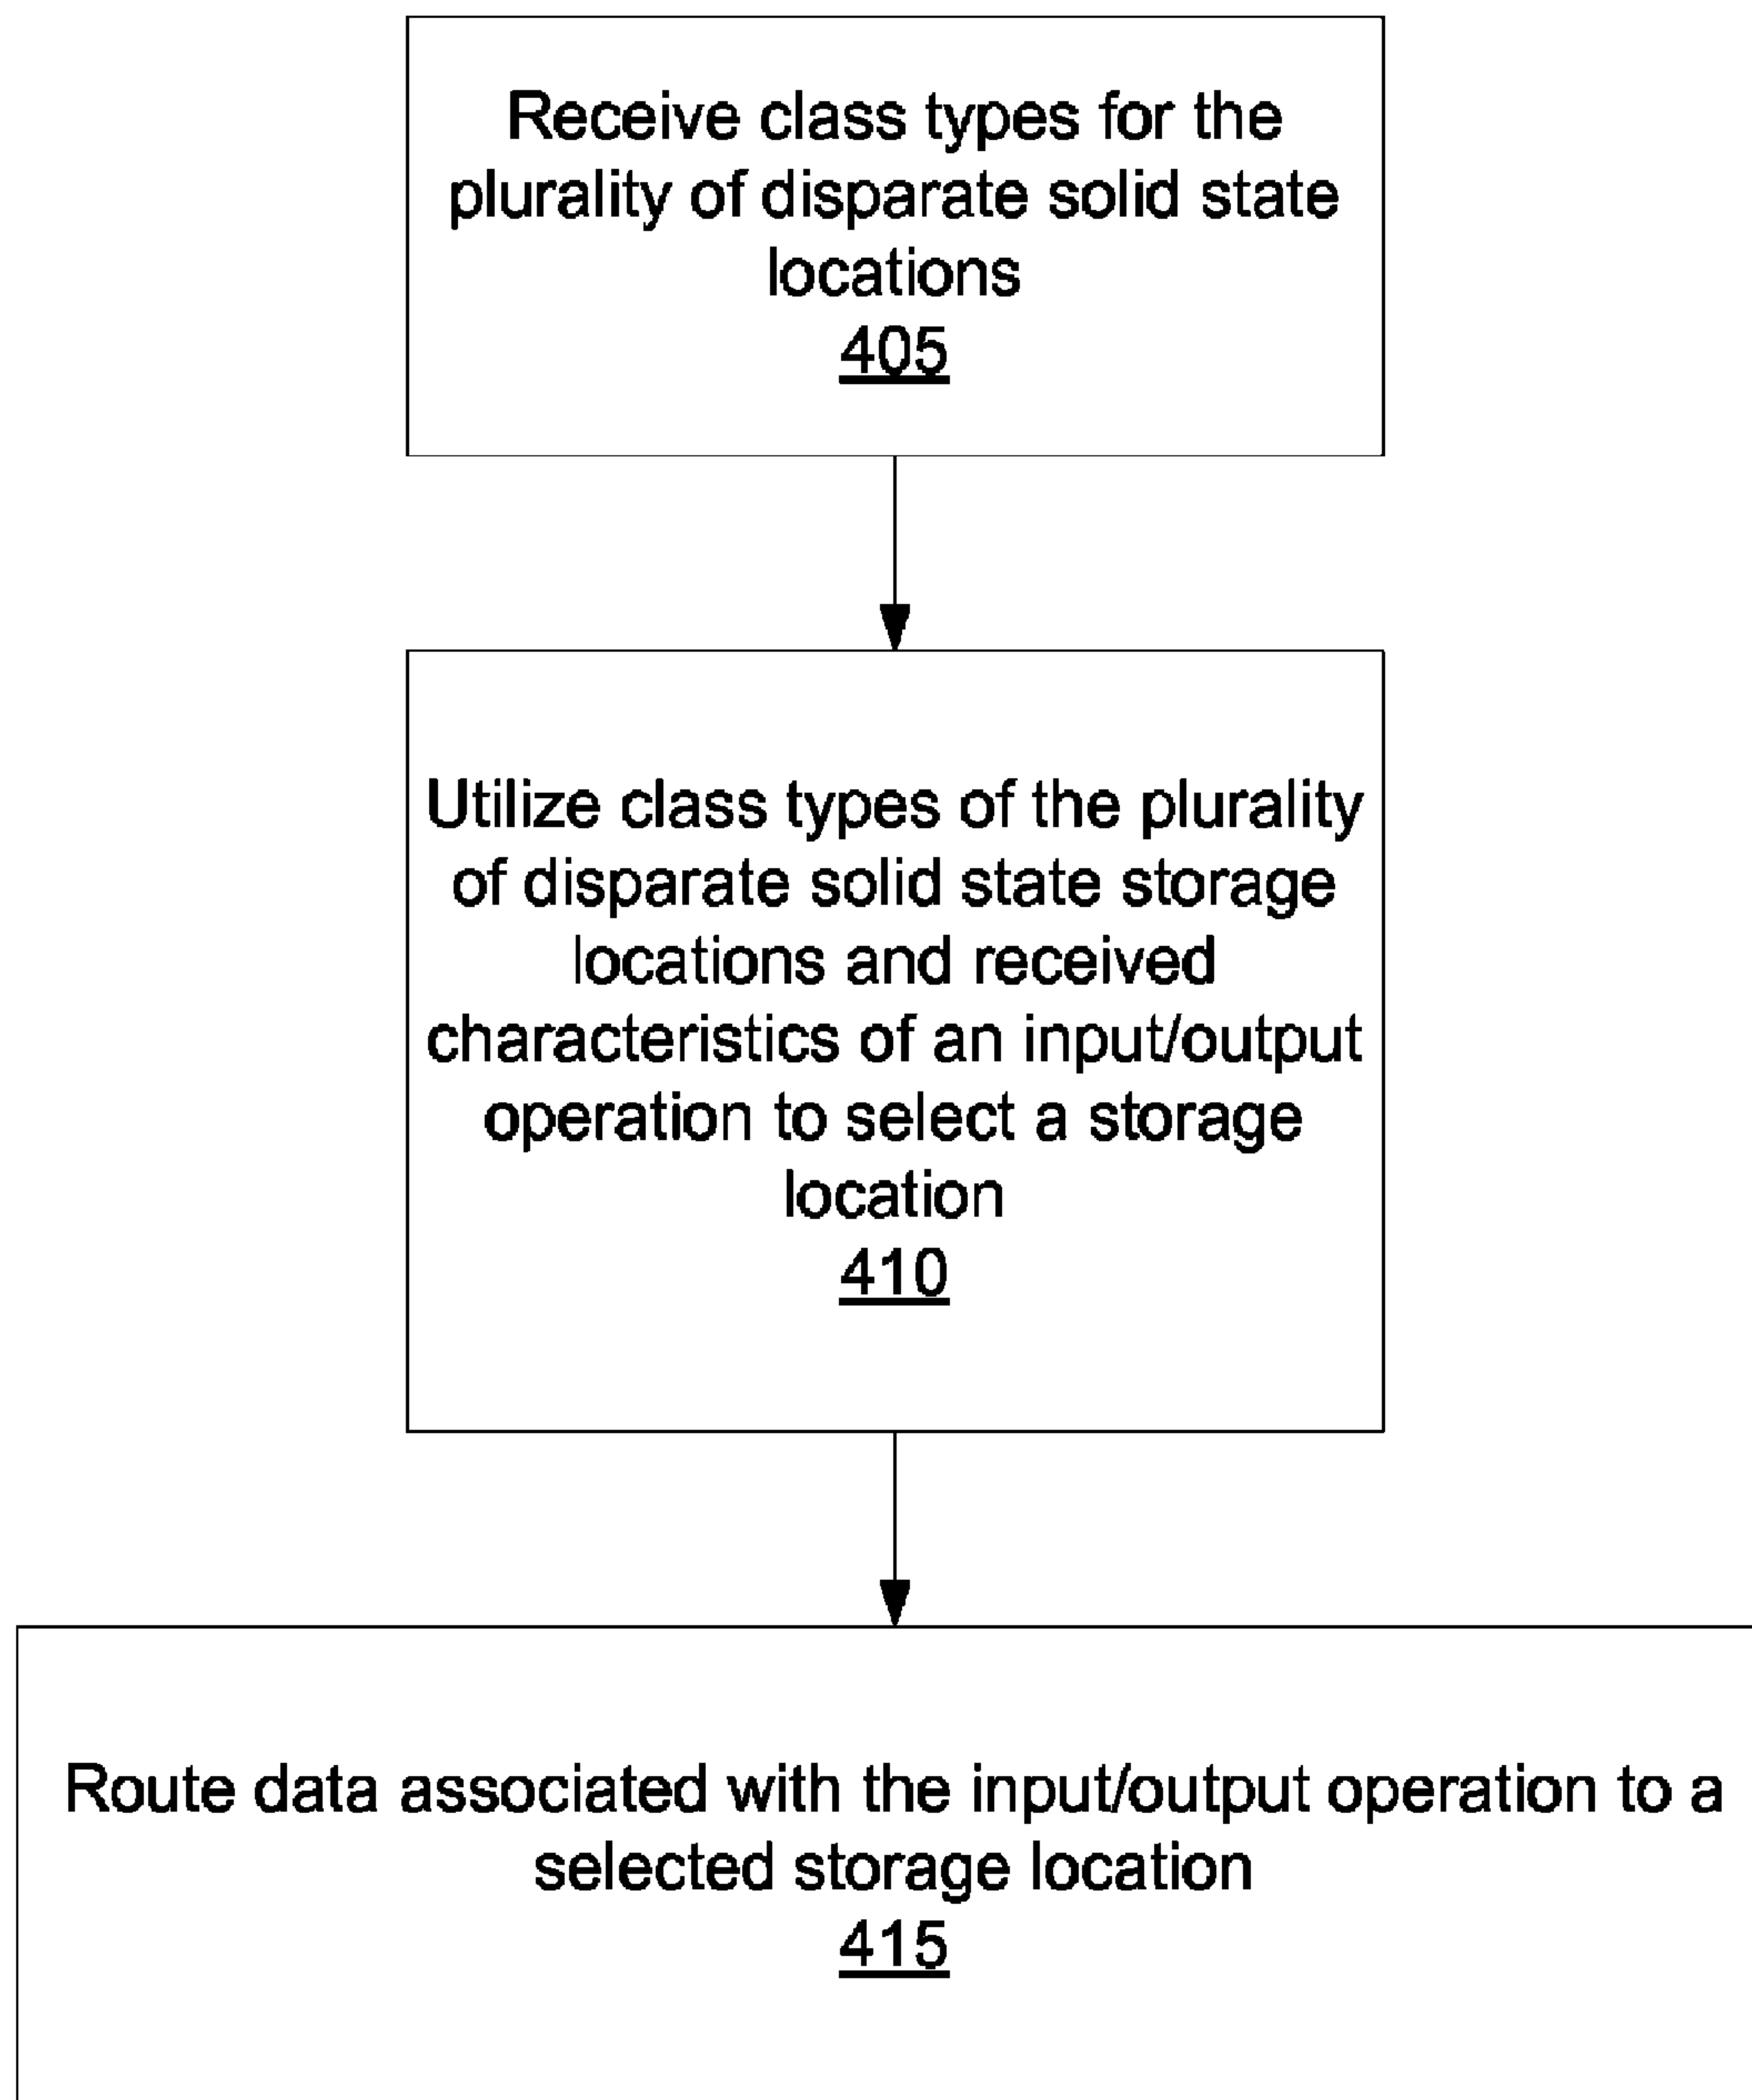 Receive class types for the
plurality of disparate solid state
locations
405
Utilize class types of the plurality
of disparate solid state storage
locations and received
characteristics of an input/output
operation to select a storage
location
410
Route data associated with the input/output operation to a
selected storage location
415